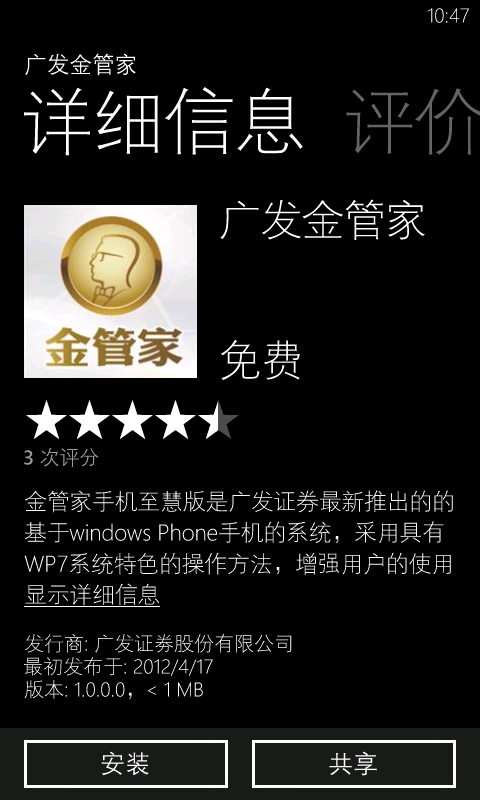 10:47
广发金管家
详细信息 评价
广发金管家
金管家
免费
3 次评分
金管家手机至慧版是广发证券最新推出的的
基于windows Phone手机的系统，采用具有
WP7系统特色的操作方法，增强用户的使用
显示详细信息
发行商: 广发证券股份有限公司
最初发布于: 2012/4/17
版本: 1.0.0.0，< 1 MB
安装 共享